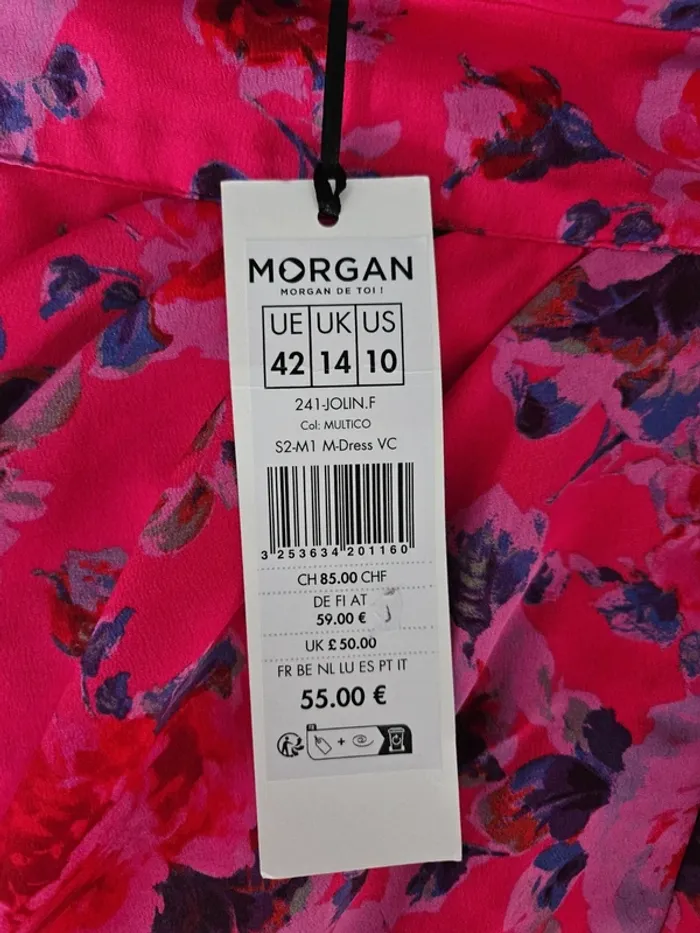 MORGAN
MORGAN DE TOI !
UE UK US
42 14 10
241-JOLIN.F
Col: MULTICO
S2-M1 M-Dress VC
3 253634 201160
CH 85.00 CHF
DE FI AT
59.00 €
UK £ 50.00
FR BE NL LU ES PT IT
55.00 €
FR
+